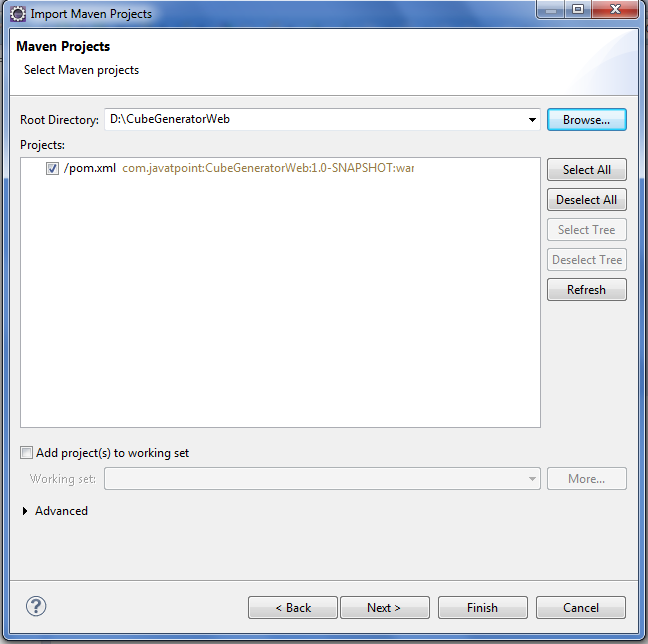 Import Maven Projects
Maven Projects
Select Maven projects
Root Directory: D:\CubeGeneratorWeb Browse...
Projects:
/pom.xml com.javatpoint:CubeGeneratorWeb:1.0-SNAPSHOT:war
Select All
Deselect All
Select Tree
Deselect Tree
Refresh
Add project(s) to working set
Working set: More...
Advanced
? < Back Next > Finish Cancel